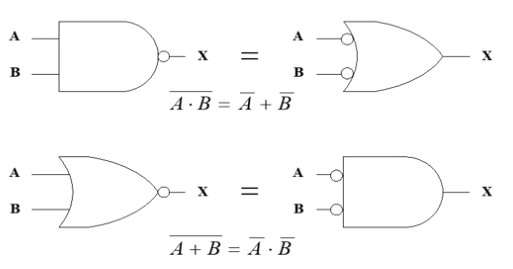 A A
X = X
B B
$\overline{A \cdot B} = \overline{A} + \overline{B}$
A A
X = X
B B
$\overline{A + B} = \overline{A} \cdot \overline{B}$